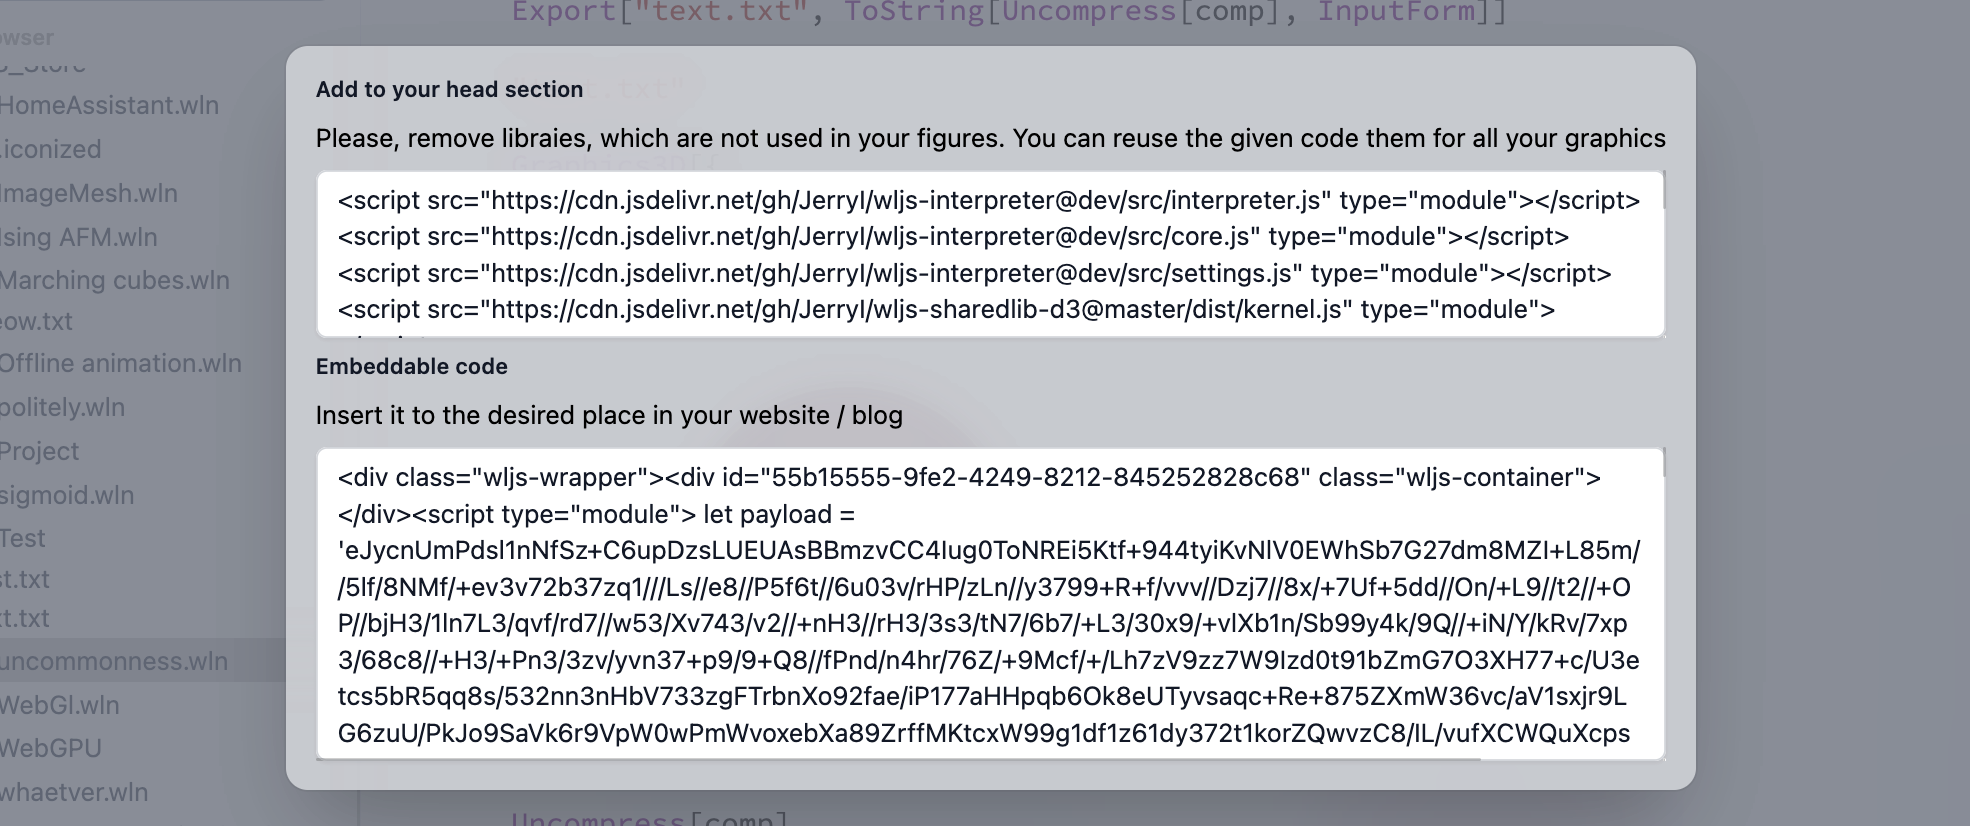 Export["text.txt", ToString[Uncompress[comp], InputForm]]
owser
HomeAssistant.wln
.iconized
ImageMesh.wln
Ising AFM.wln
Marching cubes.wln
eow.txt
Offline animation.wln
politely.wln
Project
sigmoid.wln
Test
st.txt
xt.txt
uncommonness.wln
WebGl.wln
WebGPU
whaetver.wln
Add to your head section
Please, remove libraies, which are not used in your figures. You can reuse the given code them for all your graphics
<script src="https://cdn.jsdelivr.net/gh/JerryI/wljs-interpreter@dev/src/interpreter.js" type="module"></script>
<script src="https://cdn.jsdelivr.net/gh/JerryI/wljs-interpreter@dev/src/core.js" type="module"></script>
<script src="https://cdn.jsdelivr.net/gh/JerryI/wljs-interpreter@dev/src/settings.js" type="module"></script>
<script src="https://cdn.jsdelivr.net/gh/JerryI/wljs-sharedlib-d3@master/dist/kernel.js" type="module">
Embeddable code
Insert it to the desired place in your website / blog
<div class="wljs-wrapper"><div id="55b15555-9fe2-4249-8212-845252828c68" class="wljs-container">
</div><script type="module"> let payload =
'eJycnUmPdsl1nNfSz+C6upDzsLUEUAsBBmzvCC4Iug0ToNREi5Ktf+944tyiKvNlV0EWhSb7G27dm8MZI+L85m/
/5lf/8NMf/+ev3v72b37zq1///Ls//e8//P5f6t//6u03v/rHP/zLn//y3799+R+f/vvv//Dzj7//8x/+7Uf+5dd//On/+L9//t2//+O
P//bjH3/1ln7L3/qvf/rd7//w53/Xv743/v2//+nH3//rH3/3s3/tN7/6b7/+L3/30x9/+vlXb1n/Sb99y4k/9Q//+iN/Y/kRv/7xp
3/68c8//+H3/+Pn3/3zv/yvn37+p9/9+Q8//fPnd/n4hr/76Z/+9Mcf/+/Lh7zV9zz7W9Izd0t91bZmG7O3XH77+c/U3e
tcs5bR5qq8s/532nn3nHbV733zgFTrbnXo92fae/iP177aHHpqb6Ok8eUTyvsaqc+Re+875ZXmW36vc/aV1sxjr9L
G6zuU/PkJo9SaVk6r9VpW0wPmWvoxebXa89ZrffMKtcxW99g1df1z61dy372t1korZQwvzC8/IL/vufXCWQuXcps
Uncompress[comp]